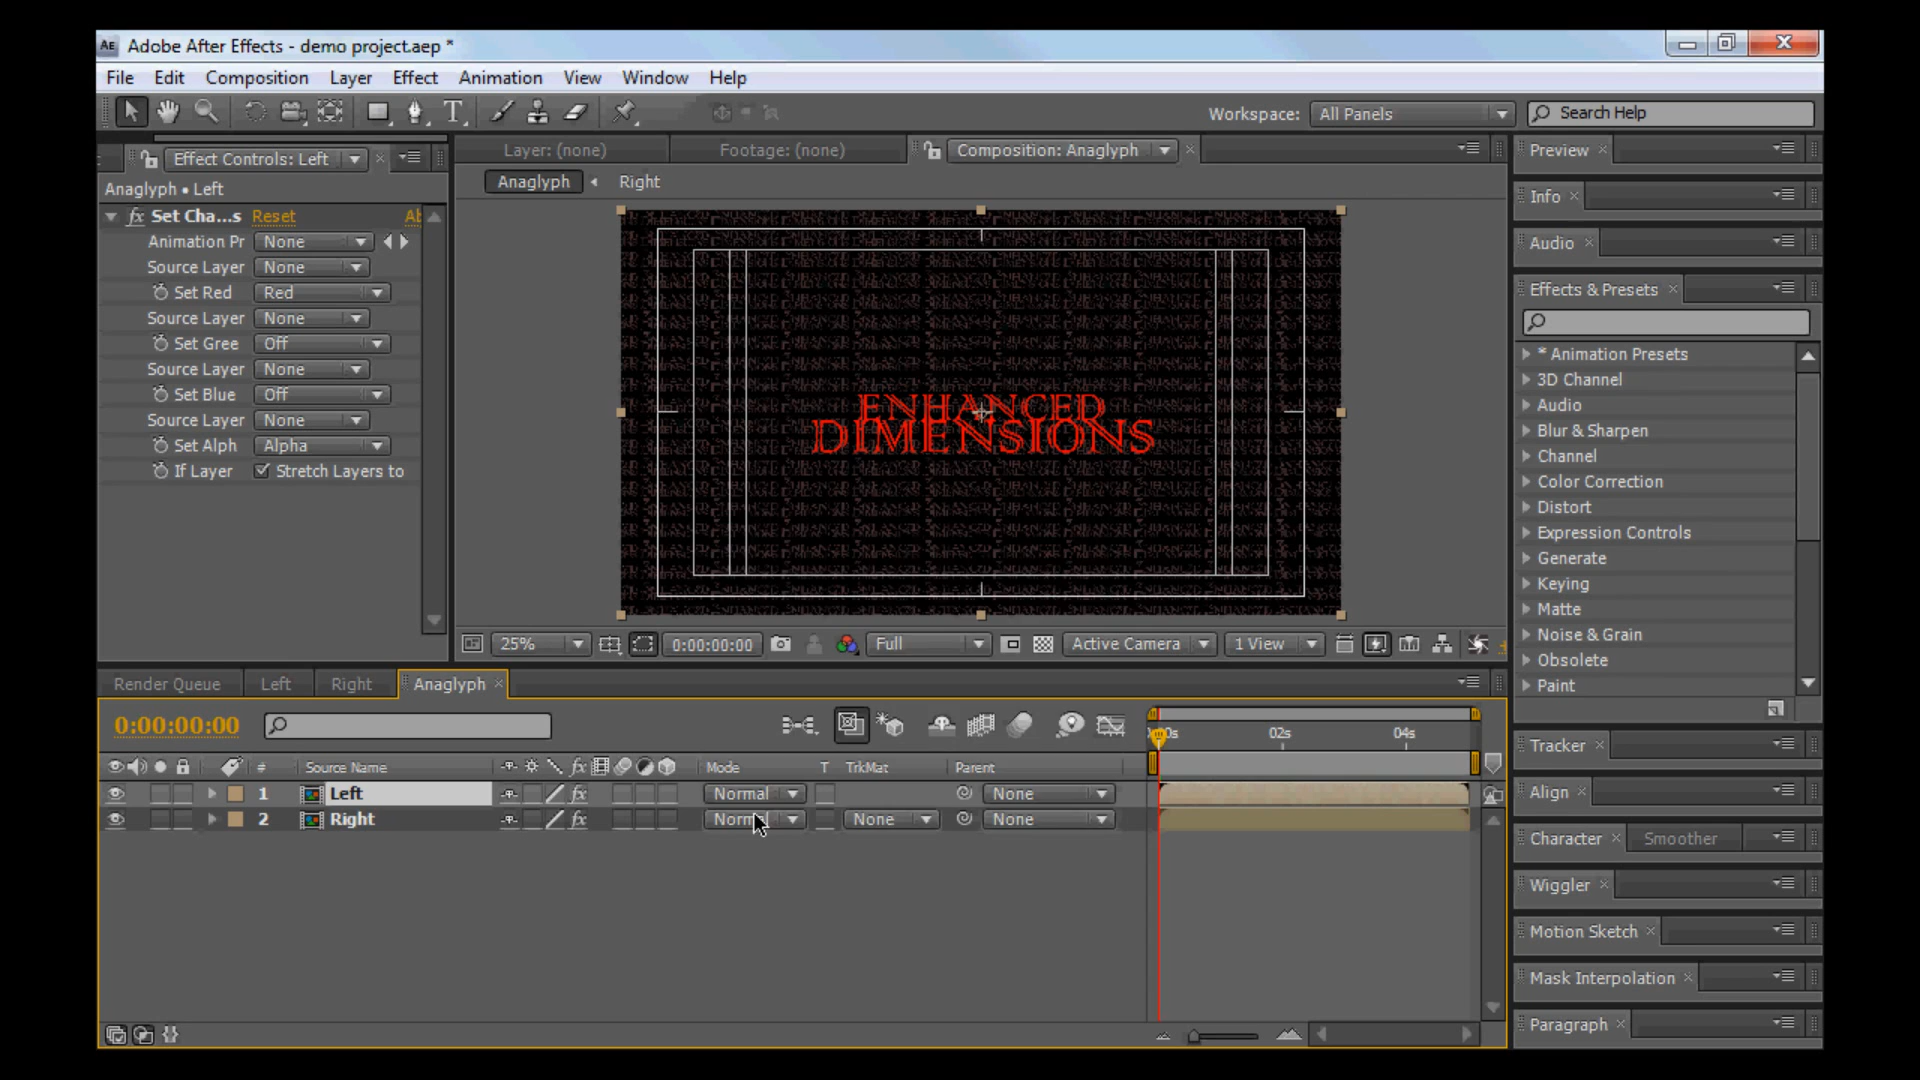 AE Adobe After Effects - demo project.aep *
File Edit Composition Layer Effect Animation View Window Help
T Workspace: All Panels Search Help
Effect Controls: Left Layer: (none) Footage: (none) Composition: Anaglyph Preview
Anaglyph • Left Anaglyph Right
Info
fx Set Cha...s Reset
Animation Pr None
Audio
Source Layer None
Set Red Red
Effects & Presets
Source Layer None
Set Gree Off
* Animation Presets
Source Layer None
3D Channel
Set Blue Off
Audio
Source Layer None
Blur & Sharpen
Set Alph Alpha
Channel
If Layer Stretch Layers to
Color Correction
ENHANCED
DIMENSIONS
Distort
Expression Controls
Generate
Keying
Matte
Noise & Grain
Obsolete
Paint
25% 0:00:00:00 Full Active Camera 1 View
Render Queue Left Right Anaglyph
0:00:00:00 02s 04s
# Source Name fx Mode T TrkMat Parent
1 Left fx Normal None
2 Right fx None None
Tracker
Align
Character Smoother
Wiggler
Motion Sketch
Mask Interpolation
Paragraph